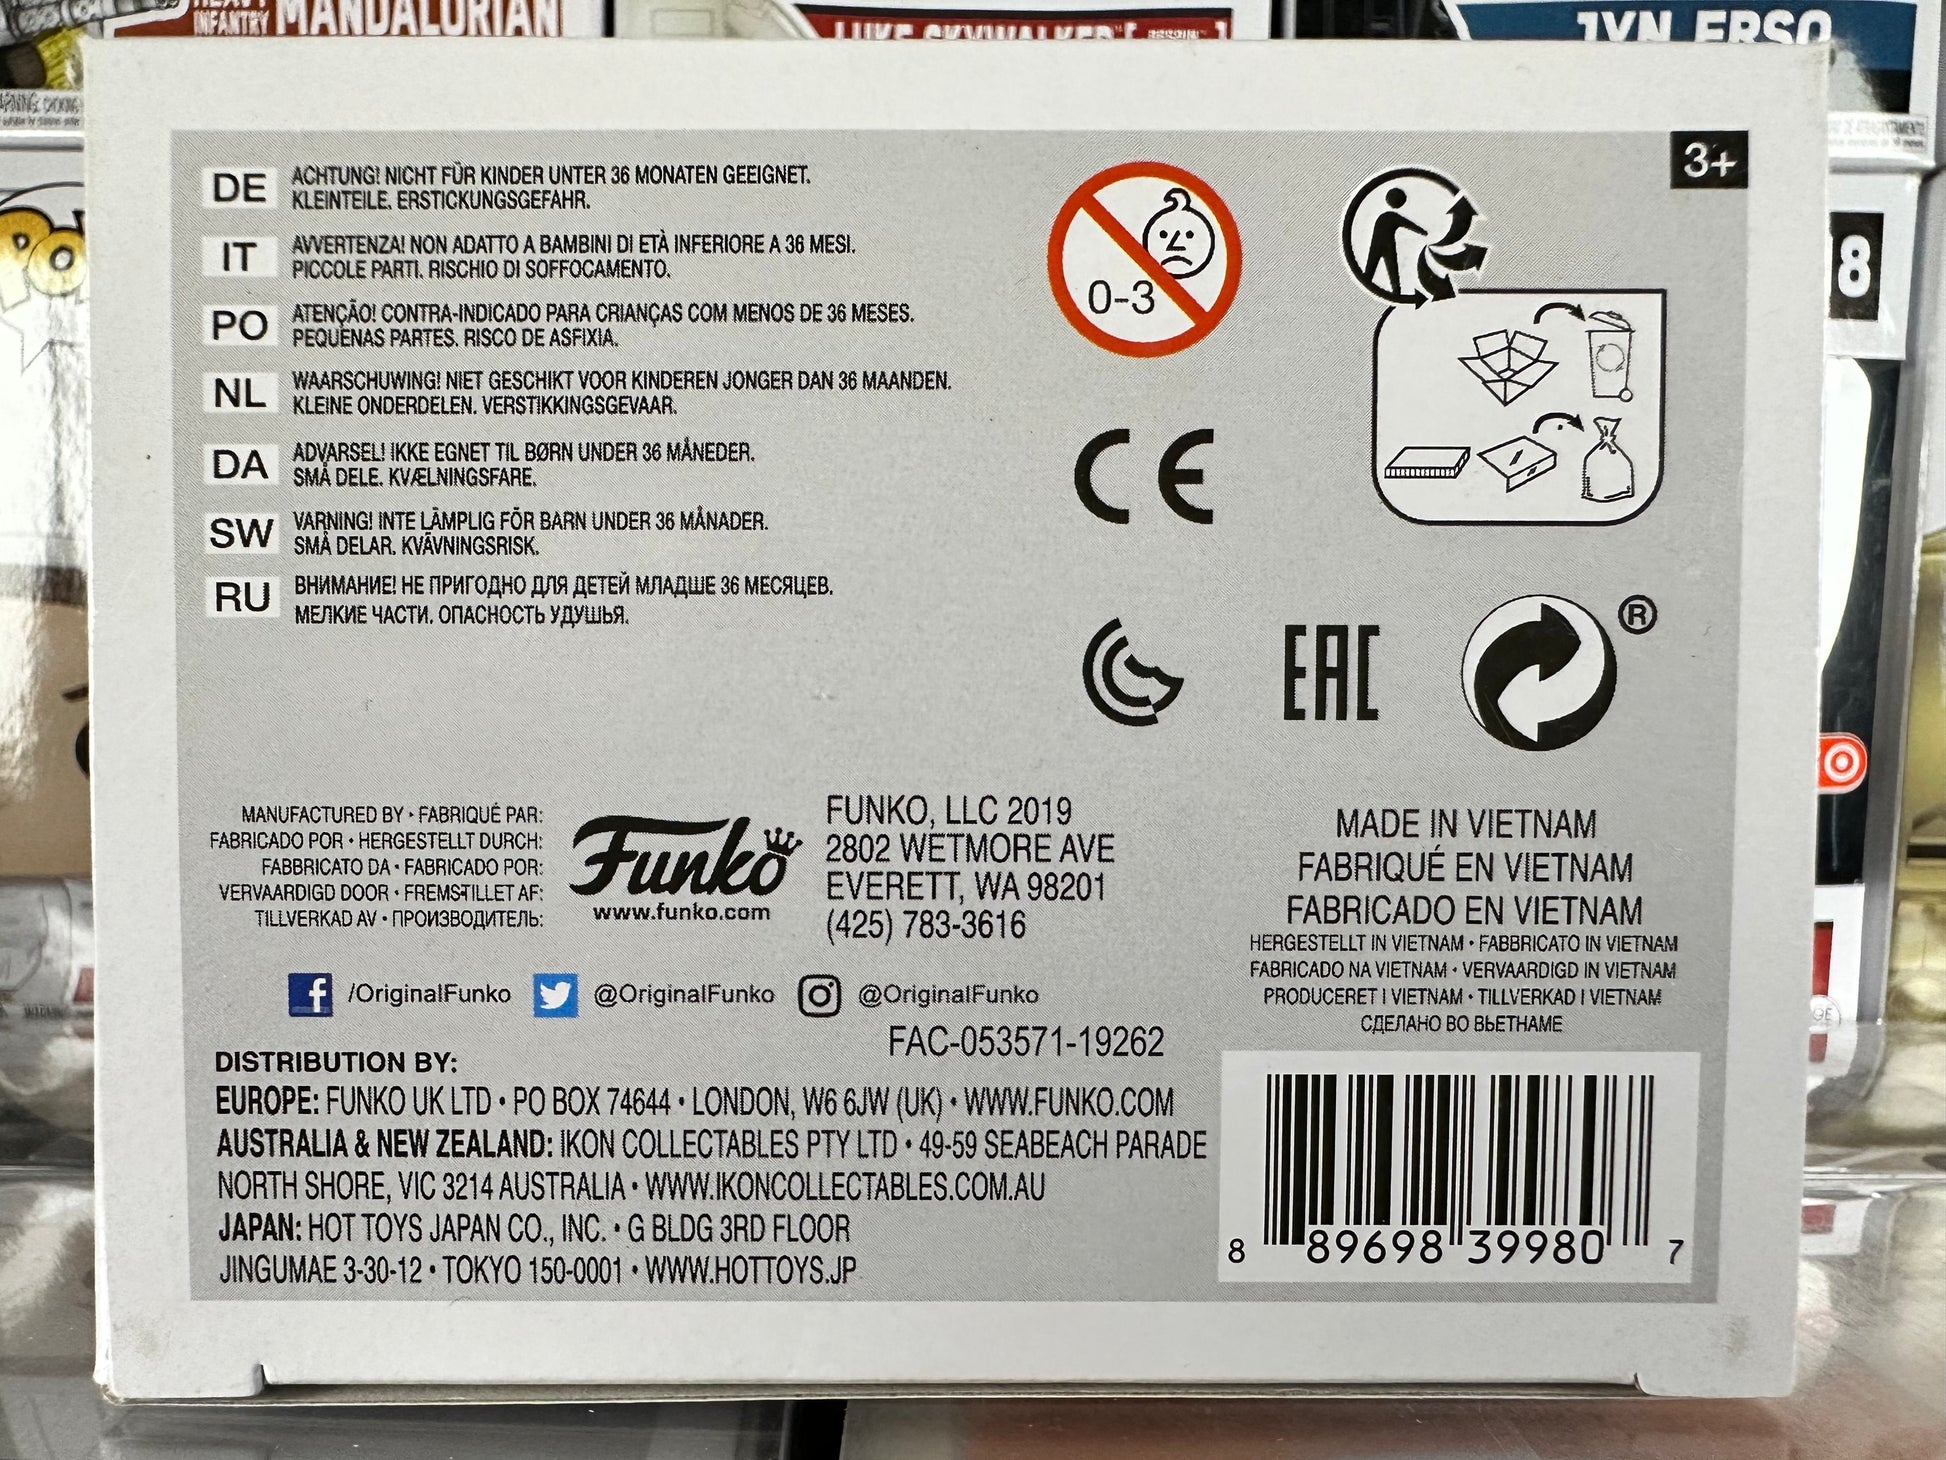 HEAVY
INFANTRY MANDALORIAN
LUKE SKYWALKER
JYN ERSO
3+
DE ACHTUNG! NICHT FÜR KINDER UNTER 36 MONATEN GEEIGNET.
KLEINTEILE. ERSTICKUNGSGEFAHR.
IT AVVERTENZA! NON ADATTO A BAMBINI DI ETÀ INFERIORE A 36 MESI.
PICCOLE PARTI. RISCHIO DI SOFFOCAMENTO.
PO ATENÇÃO! CONTRA-INDICADO PARA CRIANÇAS COM MENOS DE 36 MESES.
PEQUENAS PARTES. RISCO DE ASFIXIA.
NL WAARSCHUWING! NIET GESCHIKT VOOR KINDEREN JONGER DAN 36 MAANDEN.
KLEINE ONDERDELEN. VERSTIKKINGSGEVAAR.
DA ADVARSEL! IKKE EGNET TIL BØRN UNDER 36 MÅNEDER.
SMÅ DELE. KVÆLNINGSFARE.
SW VARNING! INTE LÄMPLIG FÖR BARN UNDER 36 MÅNADER.
SMÅ DELAR. KVÄVNINGSRISK.
RU ВНИМАНИЕ! НЕ ПРИГОДНО ДЛЯ ДЕТЕЙ МЛАДШЕ 36 МЕСЯЦЕВ.
МЕЛКИЕ ЧАСТИ. ОПАСНОСТЬ УДУШЬЯ.
0-3
CE
EAC
®
8
MANUFACTURED BY • FABRIQUÉ PAR:
FABRICADO POR • HERGESTELLT DURCH:
FABBRICATO DA • FABRICADO POR:
VERVAARDIGD DOOR • FREMSTILLET AF:
TILLVERKAD AV • ПРОИЗВОДИТЕЛЬ:
Funko
www.funko.com
FUNKO, LLC 2019
2802 WETMORE AVE
EVERETT, WA 98201
(425) 783-3616
MADE IN VIETNAM
FABRIQUÉ EN VIETNAM
FABRICADO EN VIETNAM
HERGESTELLT IN VIETNAM • FABBRICATO IN VIETNAM
FABRICADO NA VIETNAM • VERVAARDIGD IN VIETNAM
PRODUCERET I VIETNAM • TILLVERKAD I VIETNAM
СДЕЛАНО ВО ВЬЕТНАМЕ
/OriginalFunko @OriginalFunko @OriginalFunko
FAC-053571-19262
DISTRIBUTION BY:
EUROPE: FUNKO UK LTD • PO BOX 74644 • LONDON, W6 6JW (UK) • WWW.FUNKO.COM
AUSTRALIA & NEW ZEALAND: IKON COLLECTABLES PTY LTD • 49-59 SEABEACH PARADE
NORTH SHORE, VIC 3214 AUSTRALIA • WWW.IKONCOLLECTABLES.COM.AU
JAPAN: HOT TOYS JAPAN CO., INC. • G BLDG 3RD FLOOR
JINGUMAE 3-30-12 • TOKYO 150-0001 • WWW.HOTTOYS.JP
8 89698 39980 7